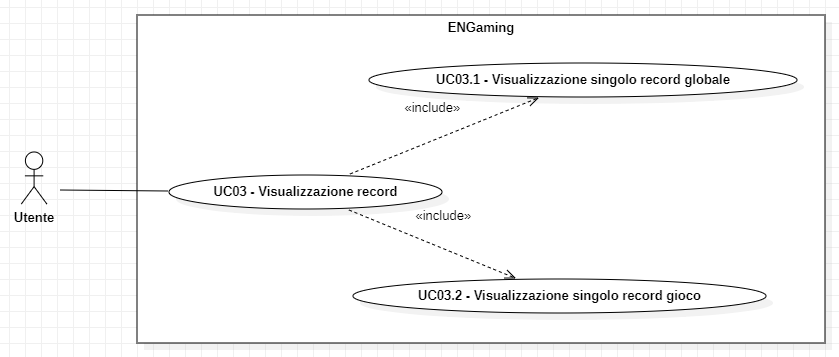 ENGaming
UC03.1 - Visualizzazione singolo record globale
«include»
UC03 - Visualizzazione record
Utente
«include»
UC03.2 - Visualizzazione singolo record gioco